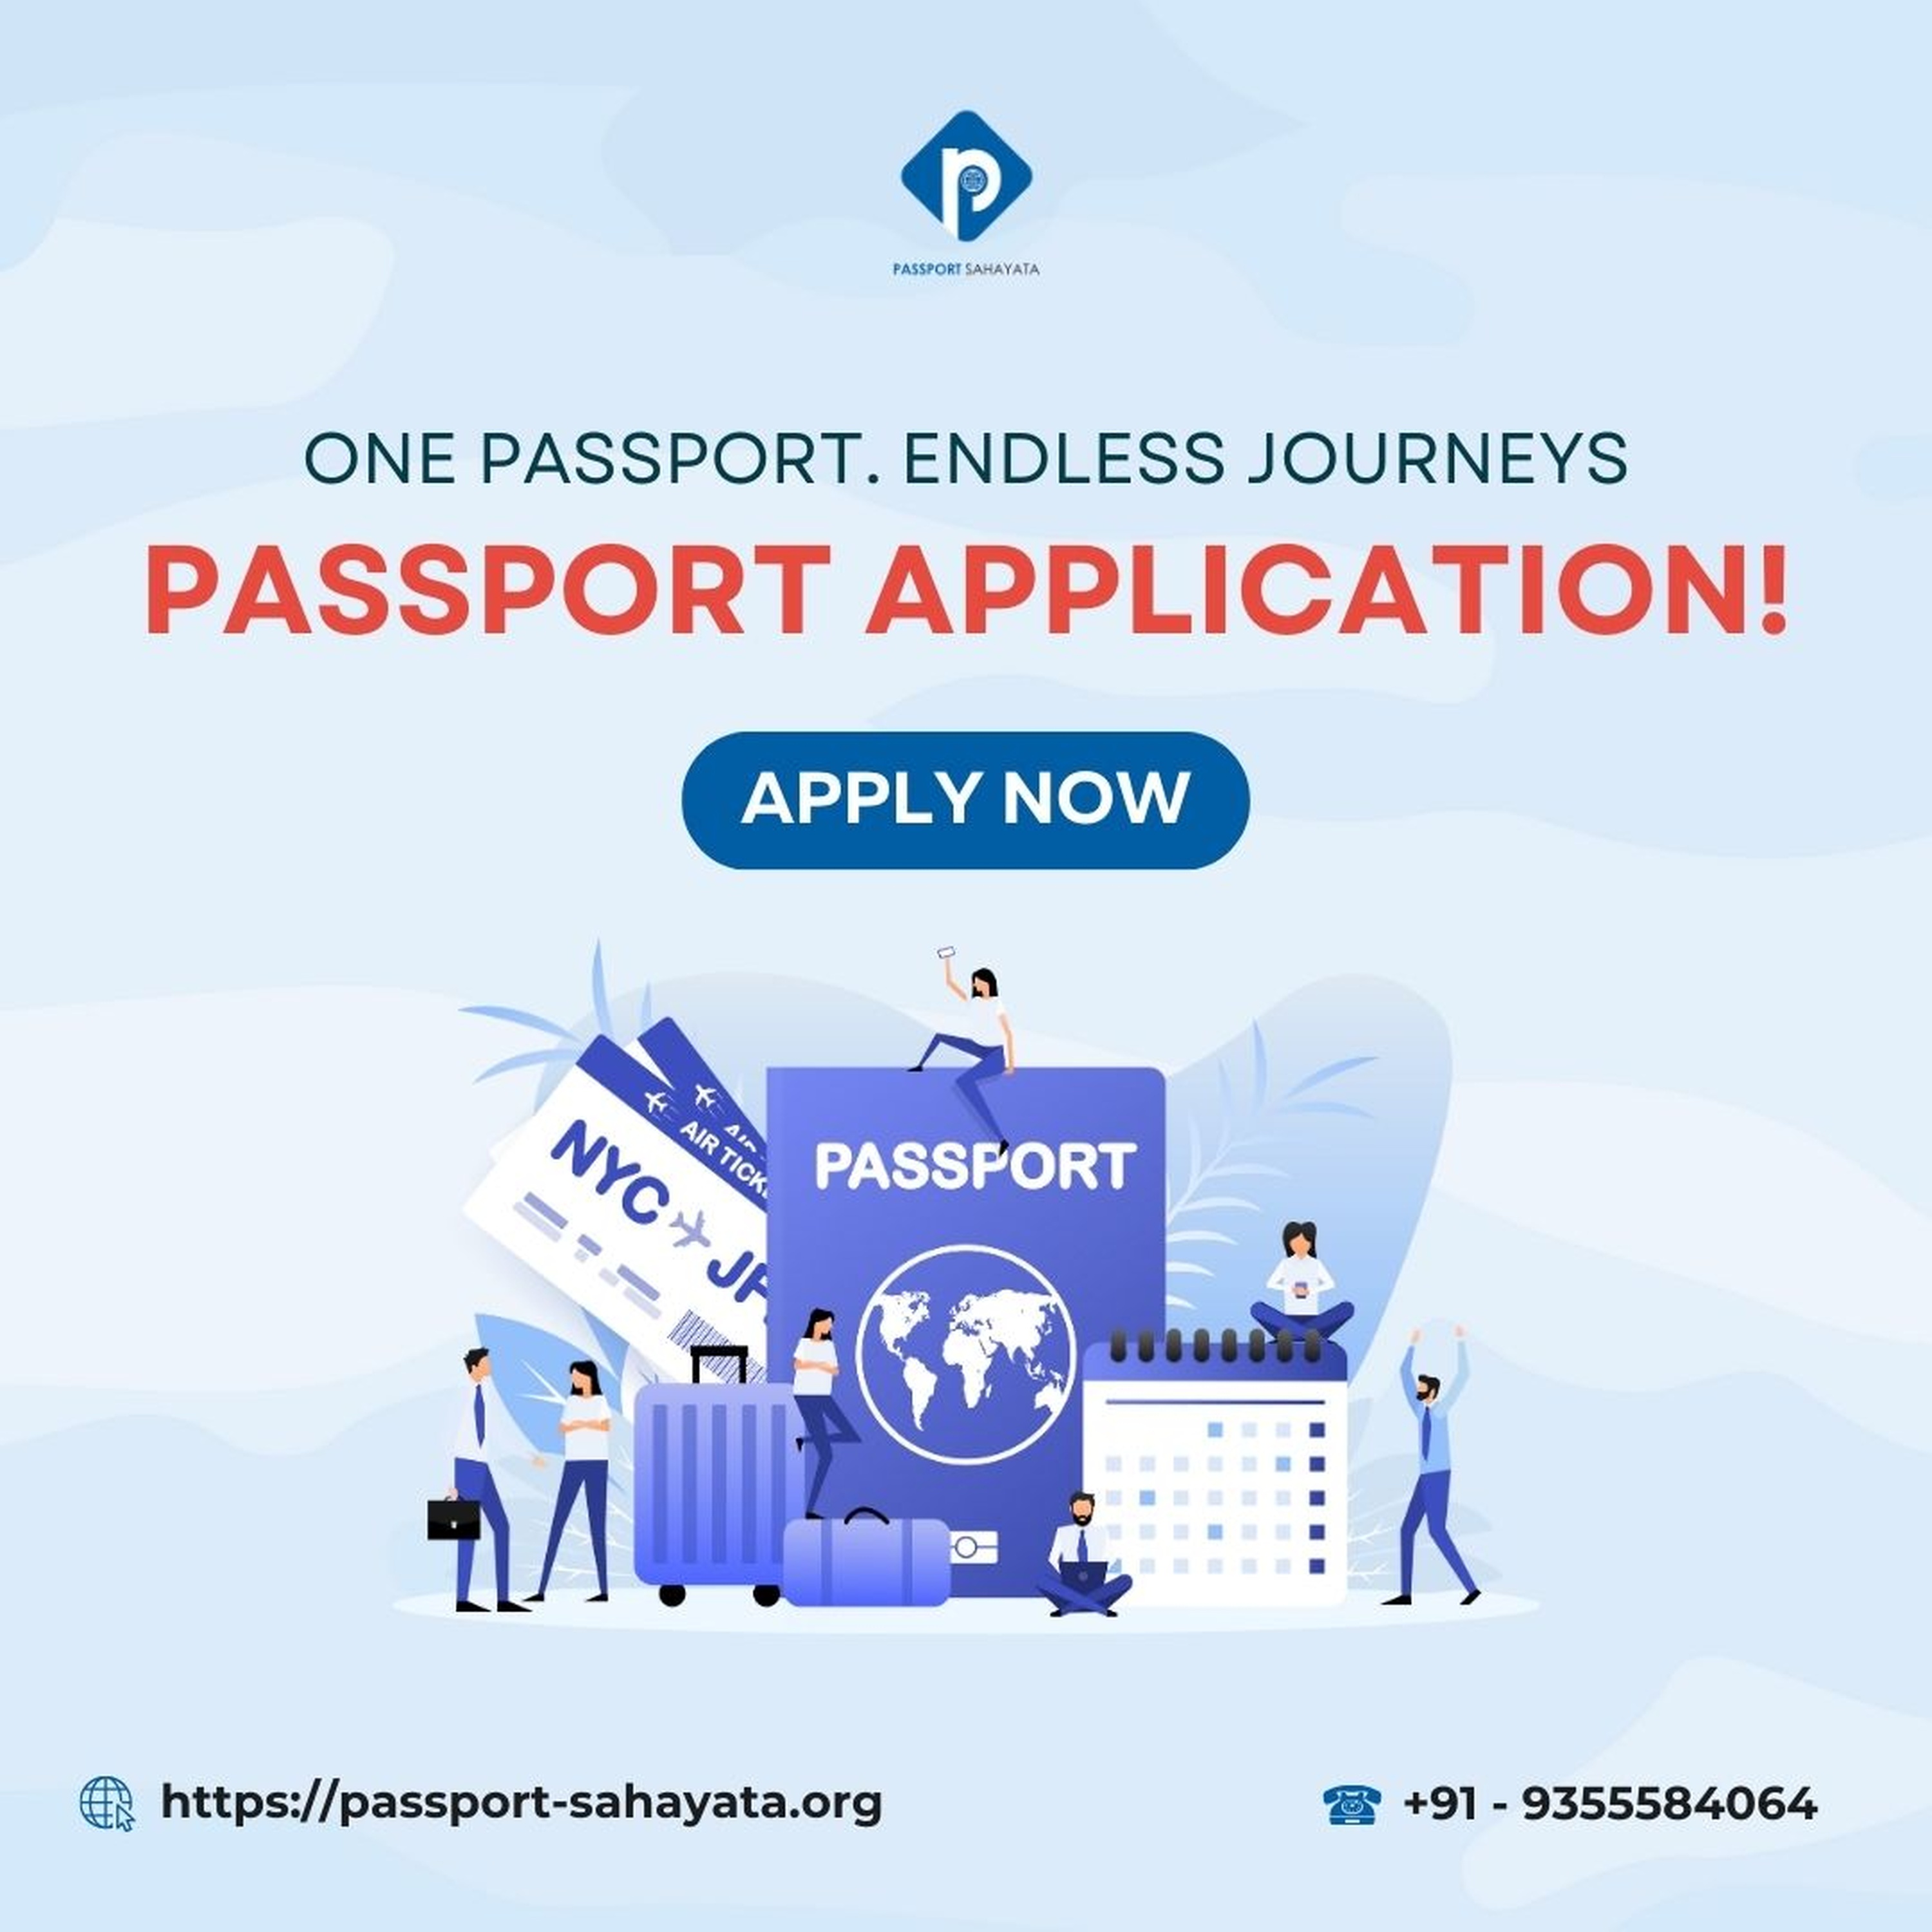 PASSPORT SAHAYATA
ONE PASSPORT. ENDLESS JOURNEYS
PASSPORT APPLICATION!
APPLY NOW
AIR
AIR
NYC
PASSPORT
https://passport-sahayata.org
+91 - 9355584064